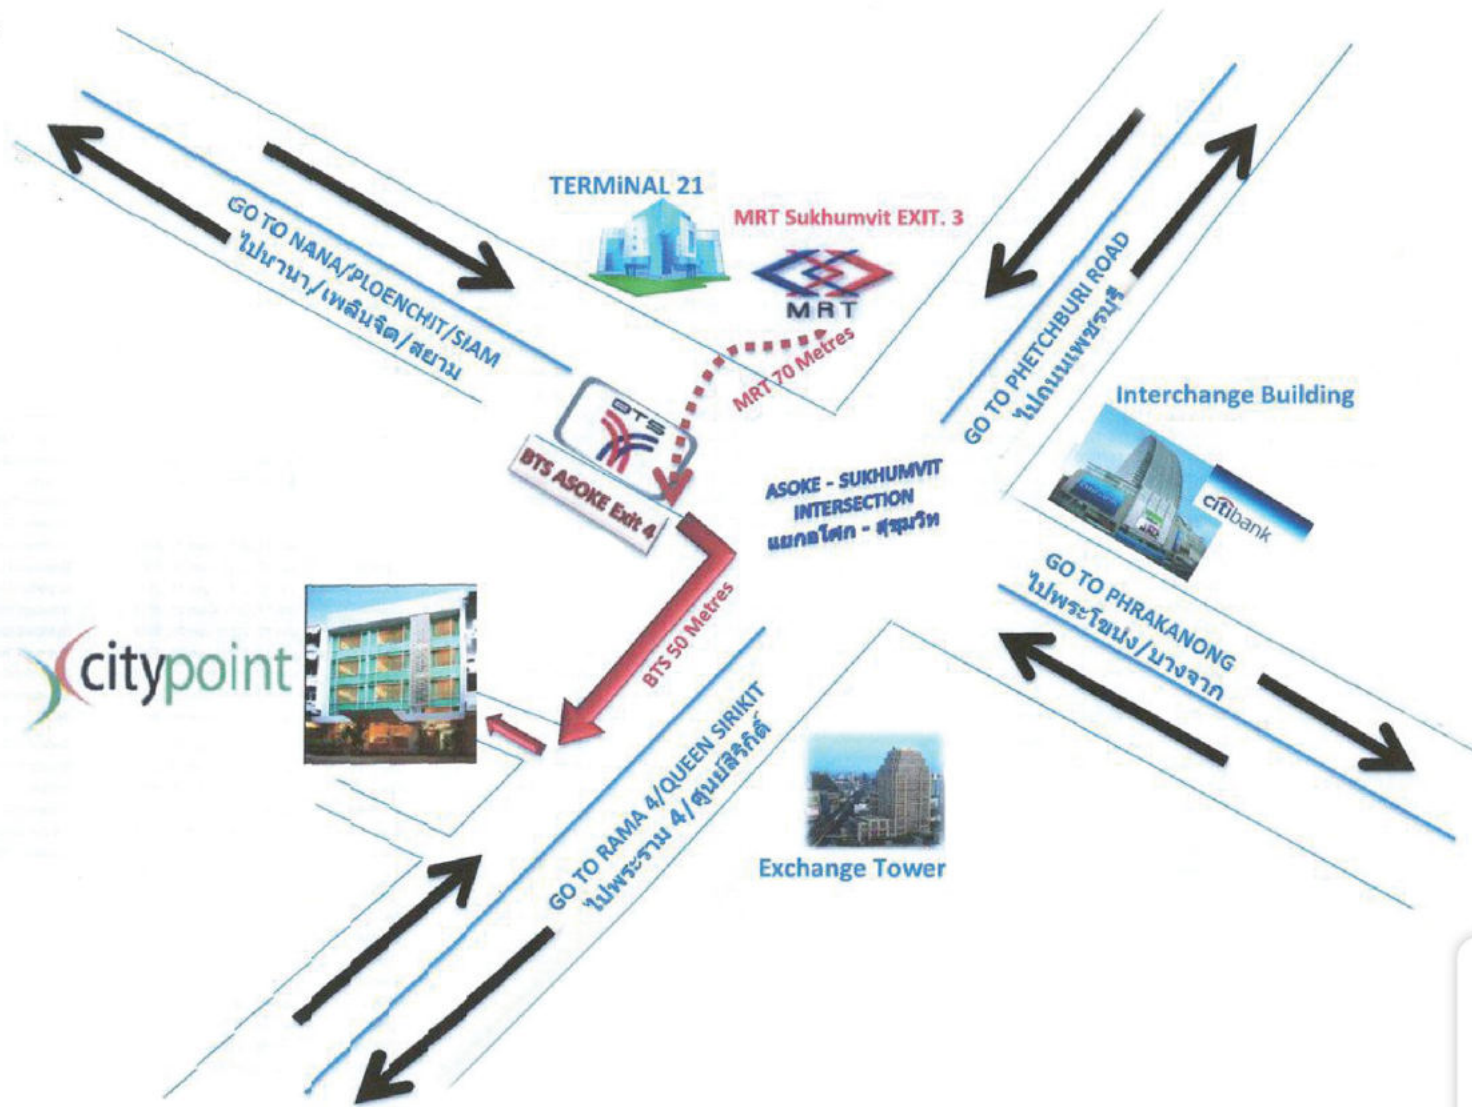 TERMiNAL 21
MRT Sukhumvit EXIT. 3
MRT
MRT 70 Metres
GO TO NANA/PLOENCHIT/SIAM
ไปนานา/เพลินจิต/สยาม
GO TO PHETCHBURI ROAD
ไปถนนเพชรบุรี
BTS
BTS ASOKE Exit 4
ASOKE - SUKHUMVIT
INTERSECTION
แยกอโศก - สุขุมวิท
Interchange Building
citibank
GO TO PHRAKANONG
ไปพระโขนง/บางจาก
BTS 50 Metres
citypoint
GO TO RAMA 4/QUEEN SIRIKIT
ไปพระราม 4/ศูนย์สิริกิติ์
Exchange Tower